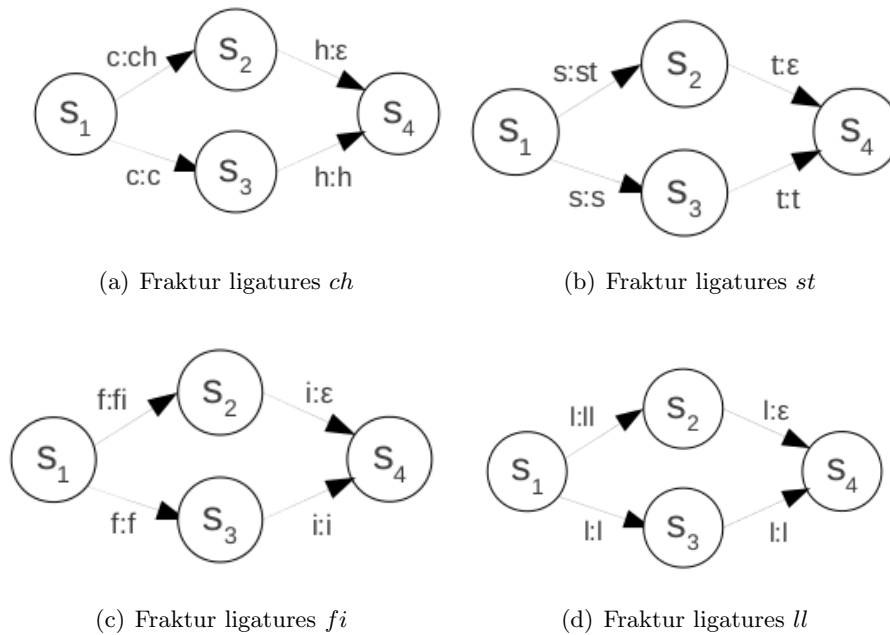 c:ch S2 h:ε
S1 S4
c:c S3 h:h
(a) Fraktur ligatures ch
s:st S2 t:ε
S1 S4
s:s S3 t:t
(b) Fraktur ligatures st
f:fi S2 i:ε
S1 S4
f:f S3 i:i
(c) Fraktur ligatures fi
l:ll S2 l:ε
S1 S4
l:l S3 l:l
(d) Fraktur ligatures ll